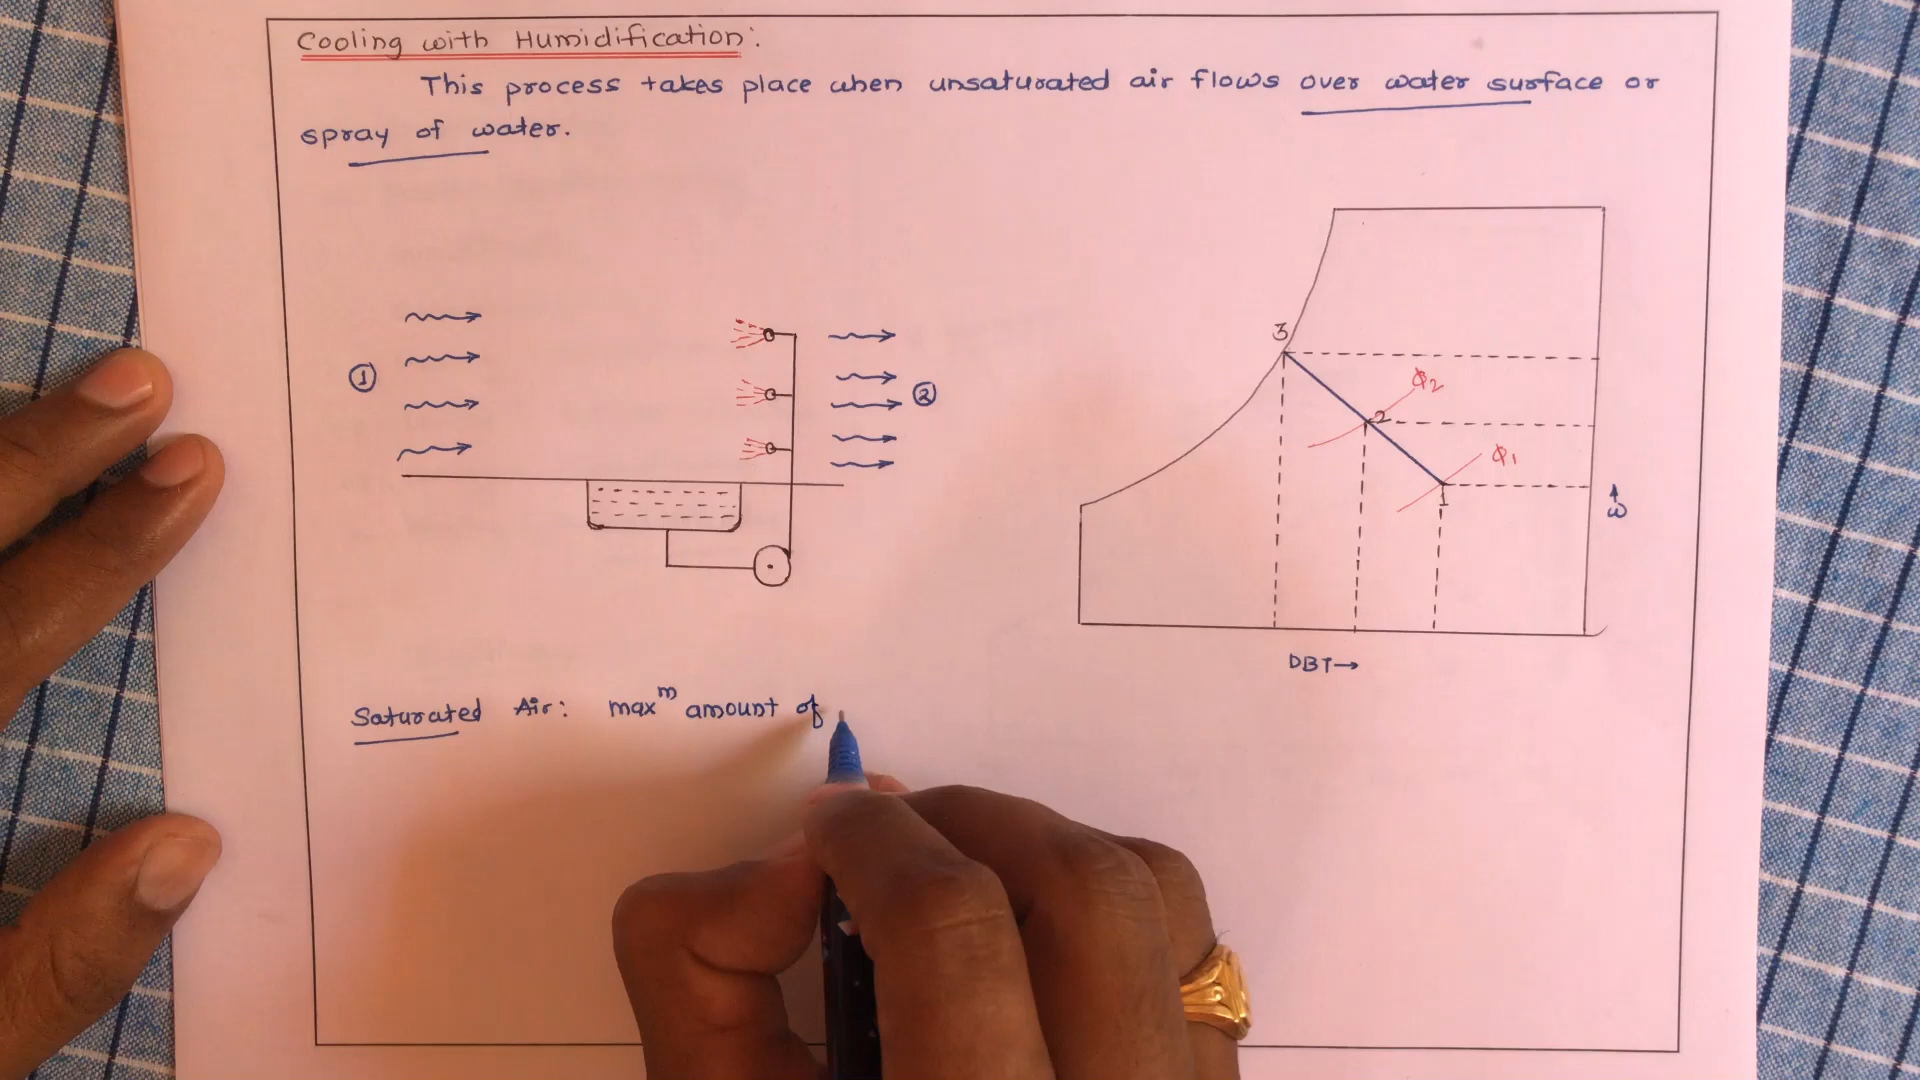 Cooling with Humidification:
This process takes place when unsaturated air flows over water surface or
spray of water.
3
Φ2
2
Φ1
1
1
2
ω
DBT→
Saturated Air: maxᵐ amount of